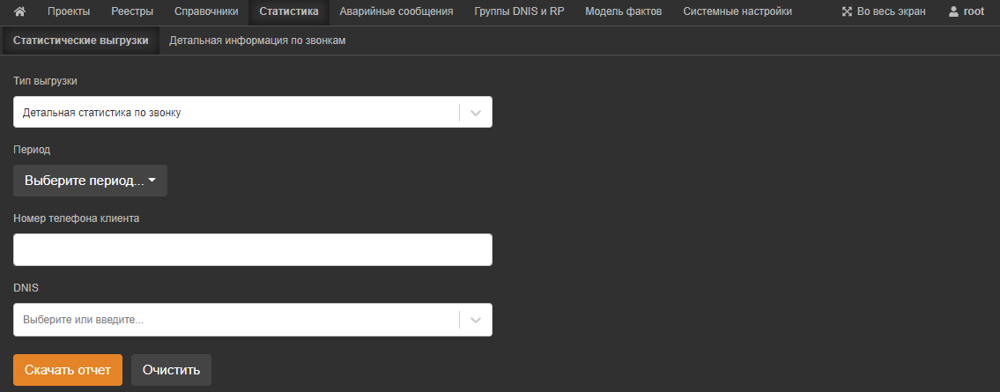 Проекты Реестры Справочники Статистика Аварийные сообщения Группы DNIS и RP Модель фактов Системные настройки Во весь экран root
Статистические выгрузки Детальная информация по звонкам
Тип выгрузки
Детальная статистика по звонку
Период
Выберите период...
Номер телефона клиента
DNIS
Выберите или введите...
Скачать отчет Очистить